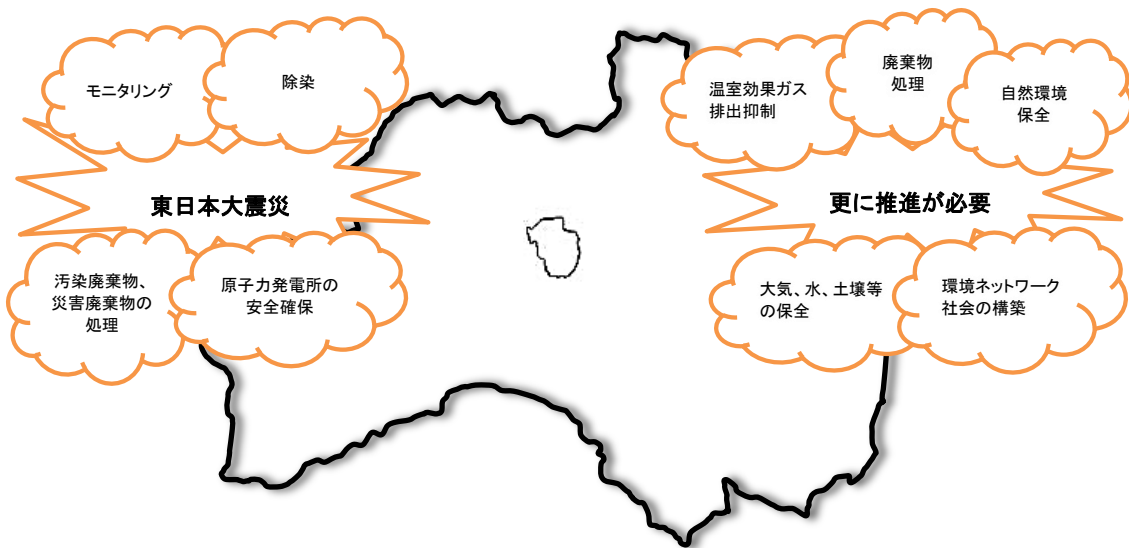 モニタリング
除染
東日本大震災
汚染廃棄物、
災害廃棄物の
処理
原子力発電所の
安全確保
温室効果ガス
排出抑制
廃棄物
処理
自然環境
保全
更に推進が必要
大気、水、土壌等
の保全
環境ネットワーク
社会の構築